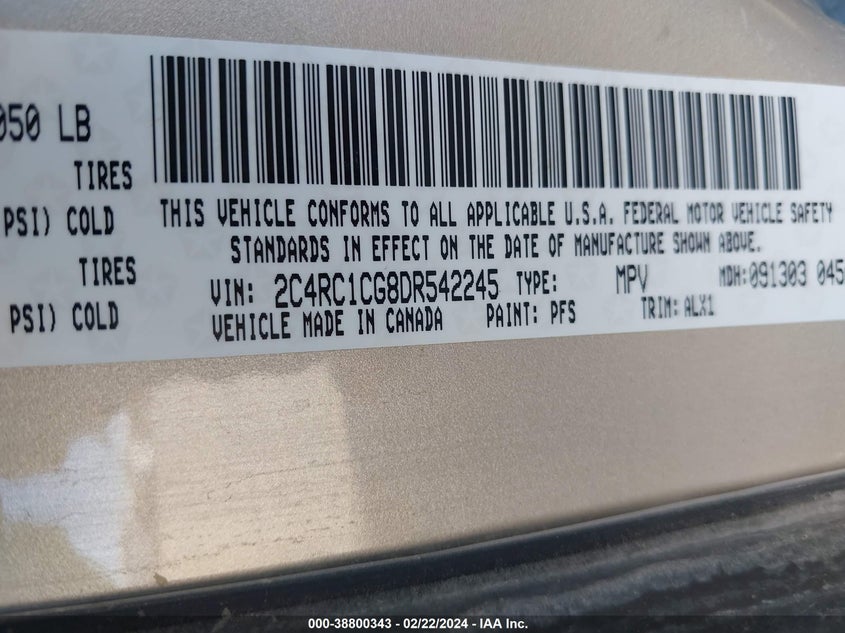 050 LB
TIRES
PSI) COLD
TIRES
PSI) COLD
THIS VEHICLE CONFORMS TO ALL APPLICABLE U.S.A. FEDERAL MOTOR VEHICLE SAFETY
STANDARDS IN EFFECT ON THE DATE OF MANUFACTURE SHOWN ABOVE.
VIN: 2C4RC1CG8DR542245 TYPE: MPV MDH:091303 045
VEHICLE MADE IN CANADA PAINT: PFS TRIM: ALX1
000-38800343 - 02/22/2024 - IAA Inc.